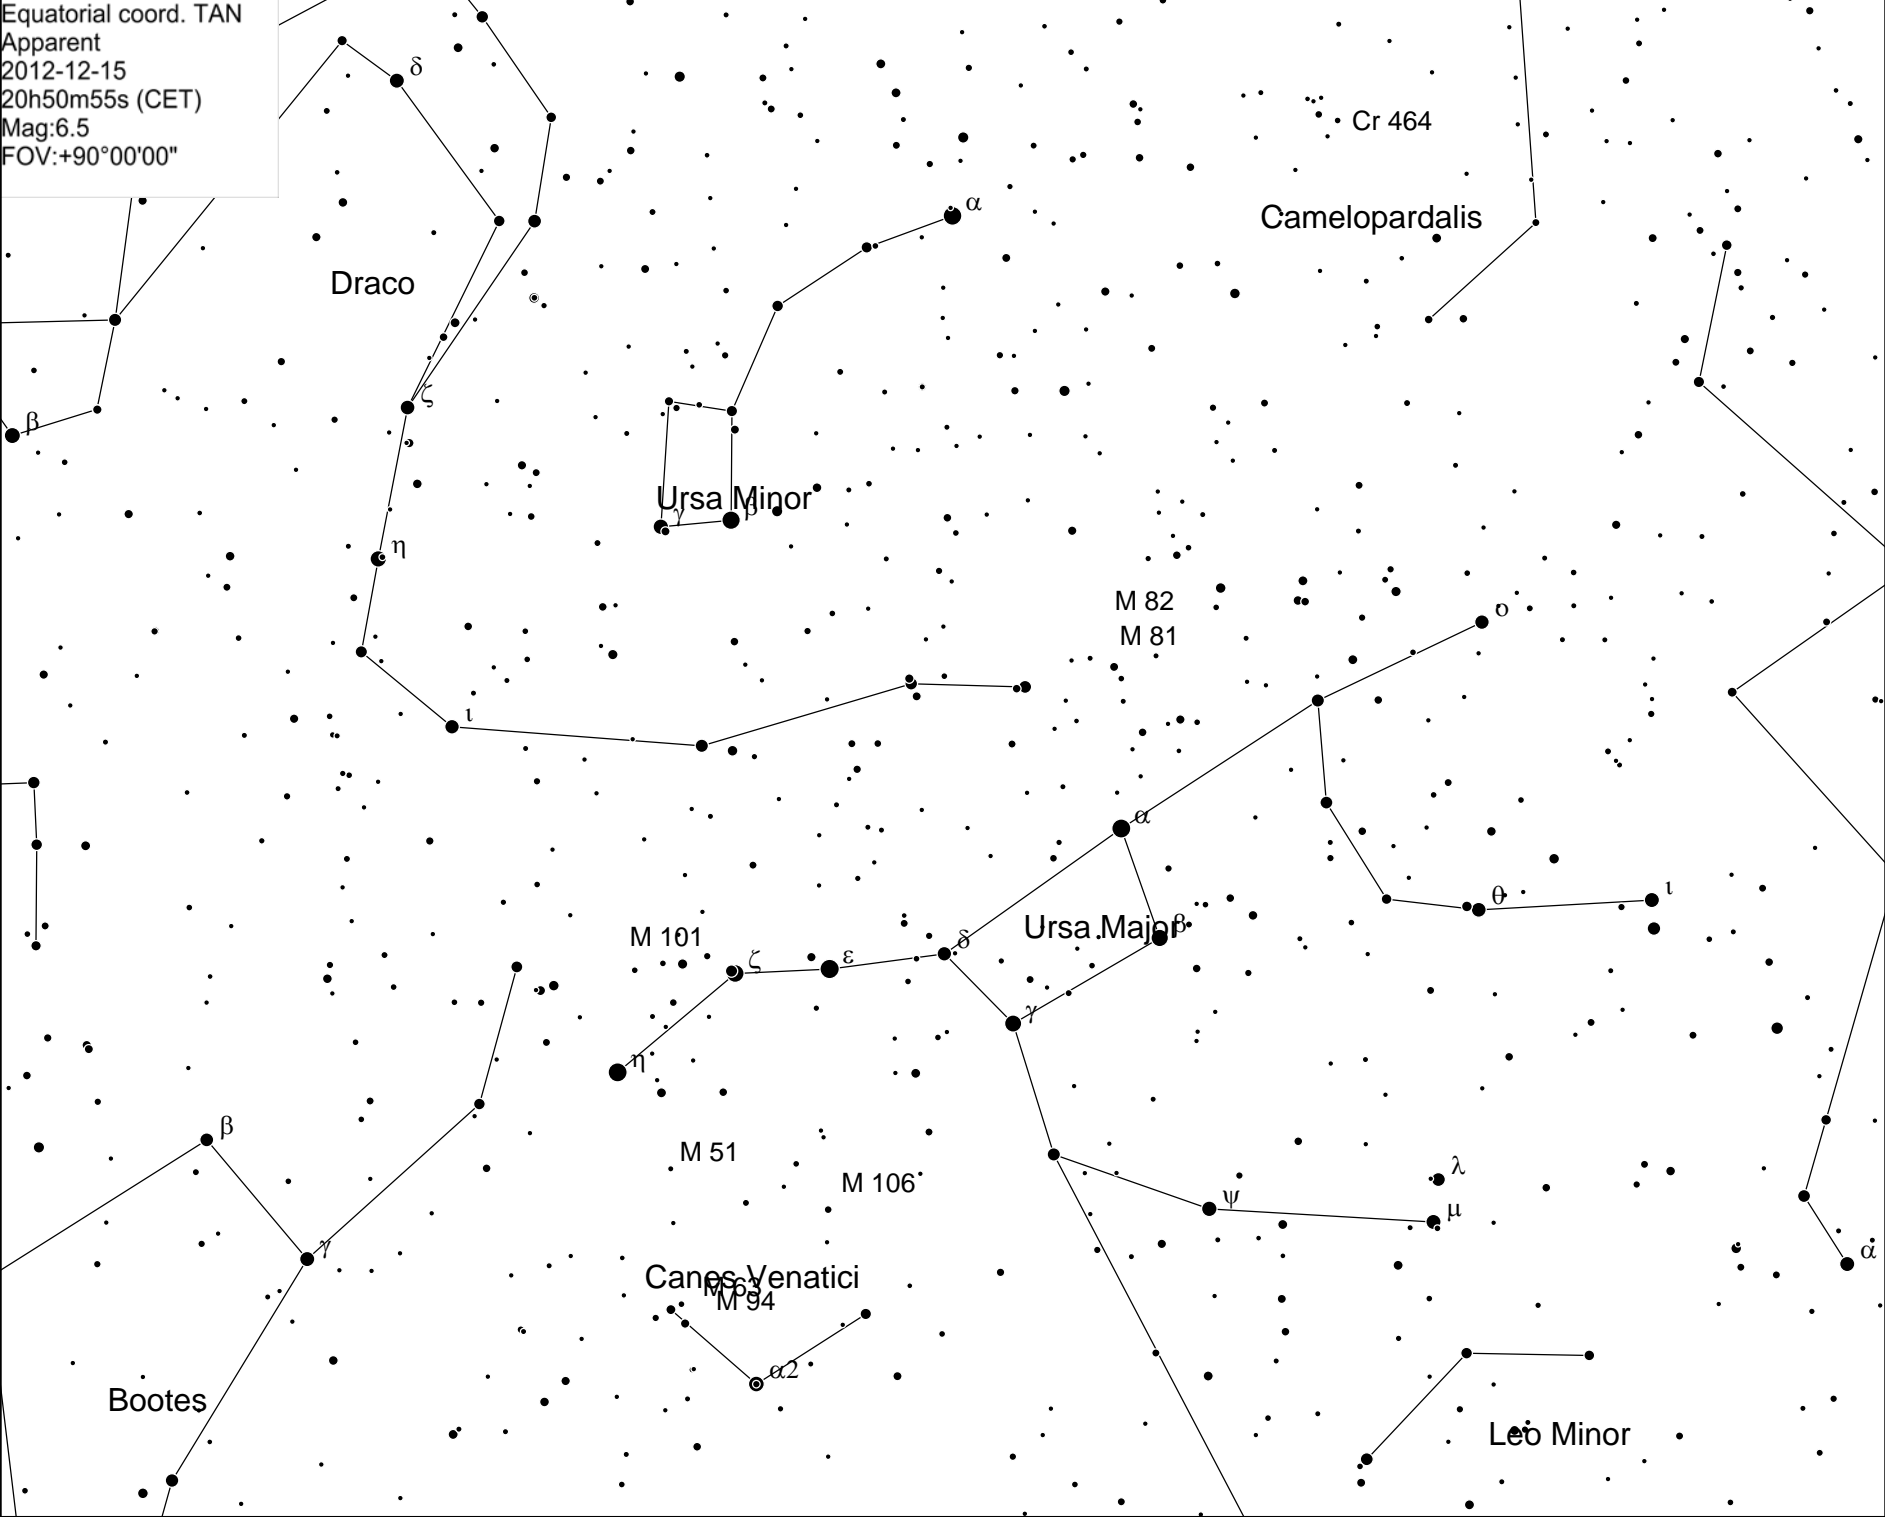 Equatorial coord. TAN
Apparent
2012-12-15
20h50m55s (CET)
Mag:6.5
FOV:+90°00'00"
δ
Cr 464
α
Camelopardalis
Draco
ζ
β
Ursa Minor
γ
β
η
M 82
ο
M 81
ι
α
θ
ι
Ursa Major
β
M 101
δ
ζ
ε
γ
η
β
M 51
λ
M 106
ψ
μ
γ
α
Canes Venatici
M 63
M 94
α2
Bootes
Leo Minor